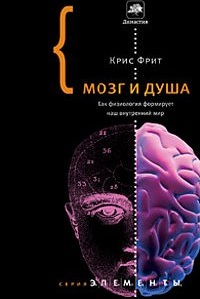 Династия
КРИС ФРИТ
МОЗГ И ДУША
Как физиология формирует
наш внутренний мир
СЕРИЯ ЭЛЕМЕНТЫ